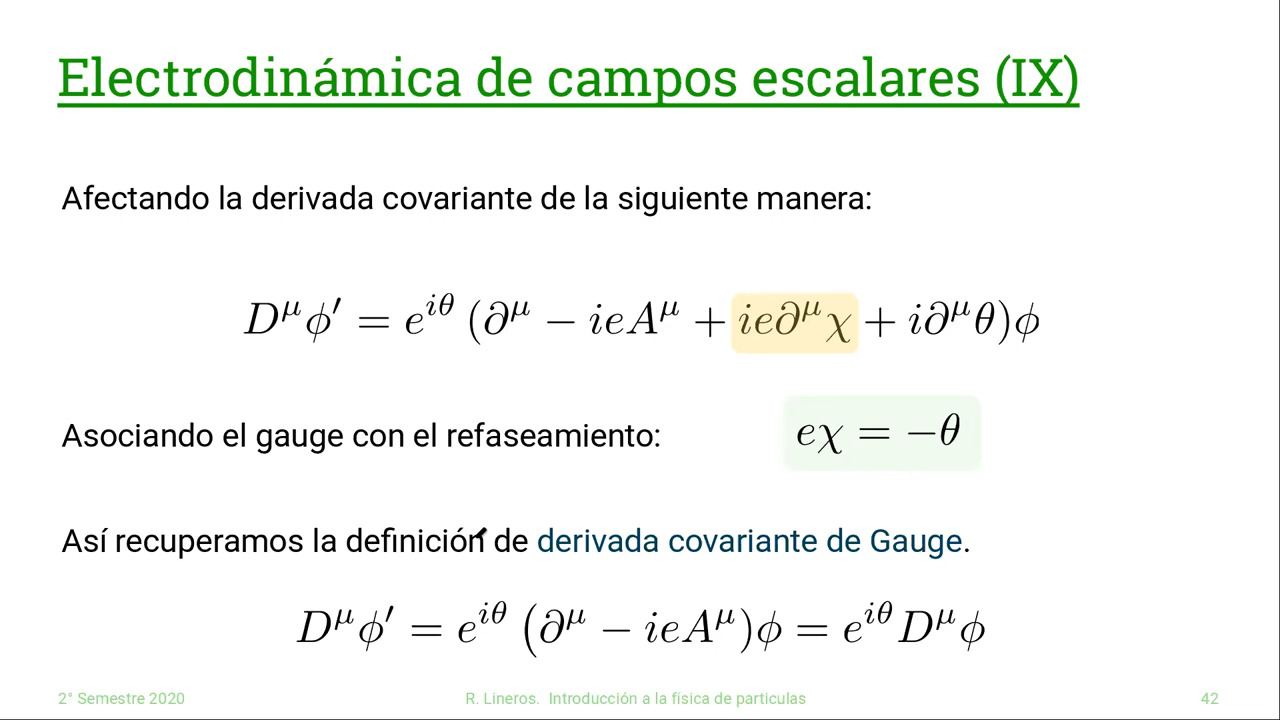 Electrodinámica de campos escalares (IX)
Afectando la derivada covariante de la siguiente manera:
D^μ ϕ′ = e^{iθ} (∂^μ − ieA^μ + ie∂^μ χ + i∂^μ θ)ϕ
Asociando el gauge con el refaseamiento: eχ = −θ
Así recuperamos la definición de derivada covariante de Gauge.
D^μ ϕ′ = e^{iθ} (∂^μ − ieA^μ)ϕ = e^{iθ} D^μ ϕ
2° Semestre 2020 R. Lineros. Introducción a la física de particulas 42